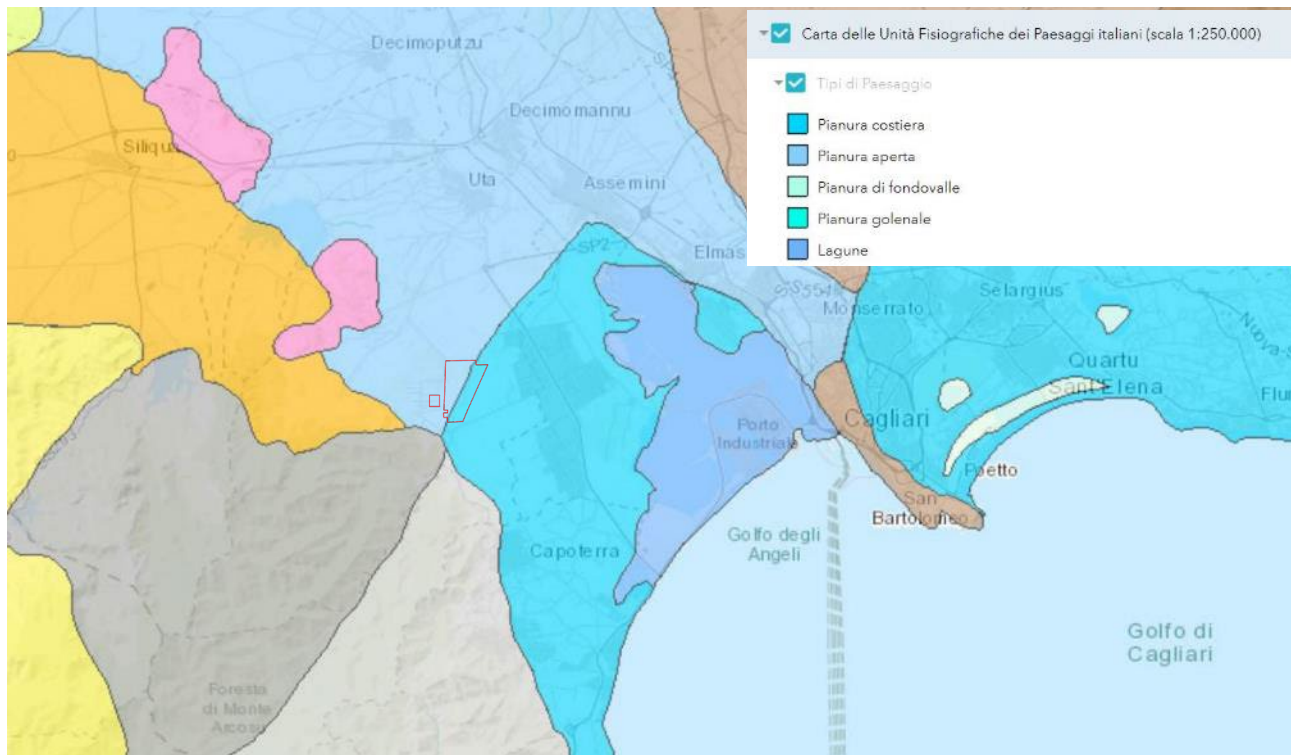 Carta delle Unità Fisiografiche dei Paesaggi italiani (scala 1:250.000)
Tipi di Paesaggio
Pianura costiera
Pianura aperta
Pianura di fondovalle
Pianura golenale
Lagune
Decimoputzu
Decimomannu
Siliqua
Uta
Assemini
SP2
Elmas
SS554
Monserrato
Selargius
Quartu
Sant'Elena
Cagliari
Porto
Industriale
Poetto
San
Bartolomeo
Golfo degli
Angeli
Capoterra
Golfo di
Cagliari
Foresta
di Monte
Arcosu